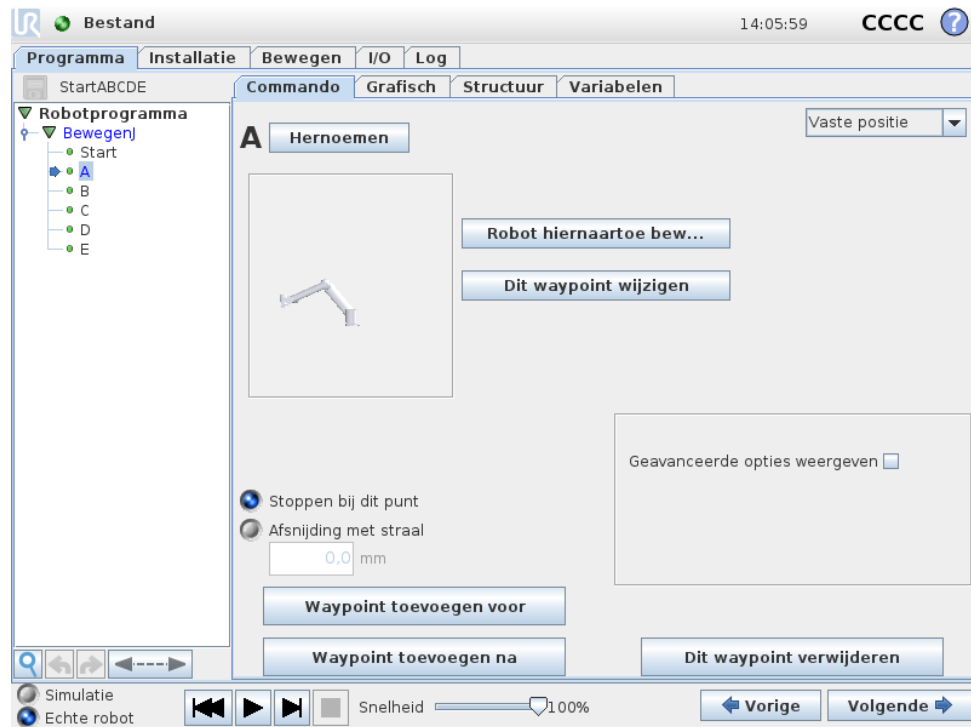 UR Bestand 14:05:59 CCCC ?
Programma Installatie Bewegen I/O Log
StartABCDE
Commando Grafisch Structuur Variabelen
Robotprogramma
BewegenJ
Start
A
B
C
D
E
A Hernoemen
Vaste positie
Robot hiernaartoe bew...
Dit waypoint wijzigen
Geavanceerde opties weergeven
Stoppen bij dit punt
Afsnijding met straal
0,0 mm
Waypoint toevoegen voor
Waypoint toevoegen na
Dit waypoint verwijderen
Simulatie
Echte robot
Snelheid 100%
Vorige Volgende